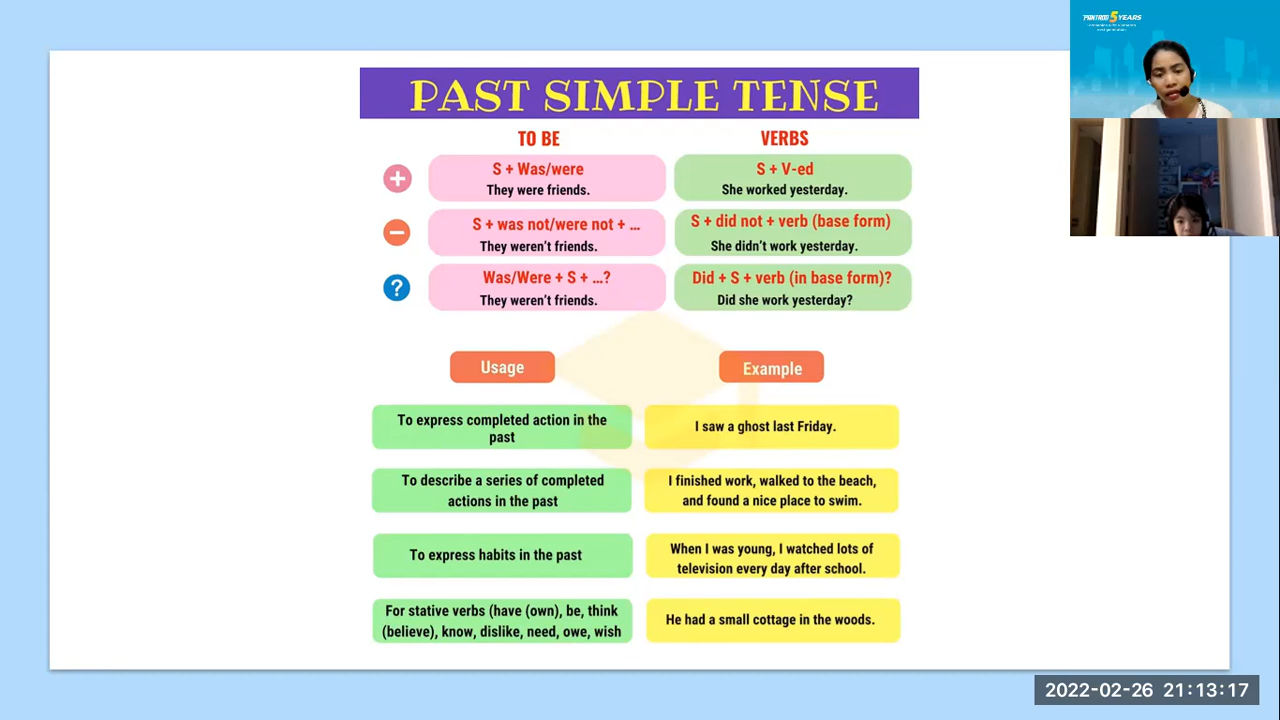 PANTROG 5 YEARS
PAST SIMPLE TENSE
TO BE
VERBS
+
S + Was/were
They were friends.
S + V-ed
She worked yesterday.
−
S + was not/were not + ...
They weren't friends.
S + did not + verb (base form)
She didn't work yesterday.
?
Was/Were + S + ...?
They weren't friends.
Did + S + verb (in base form)?
Did she work yesterday?
Usage
Example
To express completed action in the
past
I saw a ghost last Friday.
To describe a series of completed
actions in the past
I finished work, walked to the beach,
and found a nice place to swim.
To express habits in the past
When I was young, I watched lots of
television every day after school.
For stative verbs (have (own), be, think
(believe), know, dislike, need, owe, wish
He had a small cottage in the woods.
2022-02-26 21:13:17